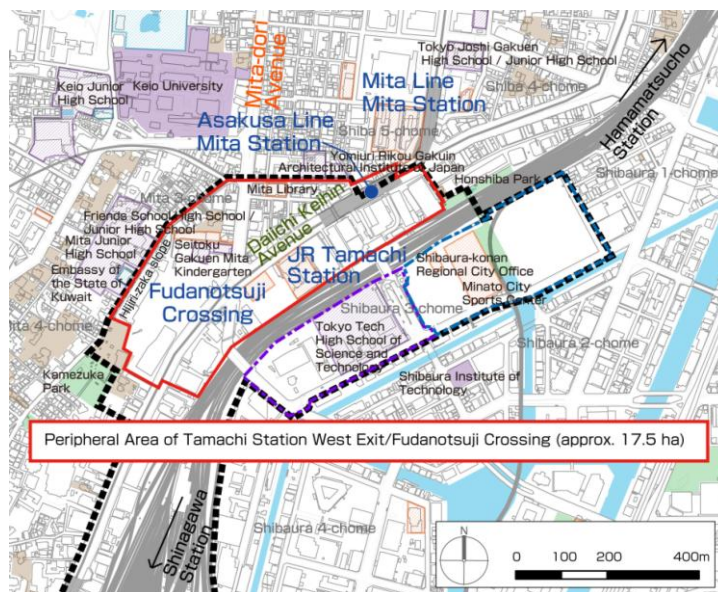 Tokyo Joshi Gakuen
High School / Junior High School
Shiba 4-chome
Keio Junior
High School
Keio University
Mita-dori
Avenue
Mita Line
Mita Station
Hamamatsucho
Station
Asakusa Line
Mita Station
Shiba 5-chome
Yomiuri Rikou Gakuin
Architectural Institute of Japan
Shibaura 1-chome
Mita 3-chome
Mita Library
Honshiba Park
Daiichi Keihin
Avenue
Friends School High School /
Junior High School
Mita Junior
High School
Seitoku
Gakuen Mita
Kindergarten
JR Tamachi
Station
Embassy of
the State of
Kuwait
Hijiri-zaka slope
Fudanotsuji
Crossing
Shibaura-konan
Regional City Office
Minato City
Sports Center
Mita 4-chome
Shibaura 3-chome
Tokyo Tech
High School of
Science and
Technology
Shibaura 2-chome
Kamezuka
Park
Shibaura Institute of
Technology
Peripheral Area of Tamachi Station West Exit/Fudanotsuji Crossing (approx. 17.5 ha)
Shinagawa
Station
Shibaura 4-chome
N
0 100 200 400m